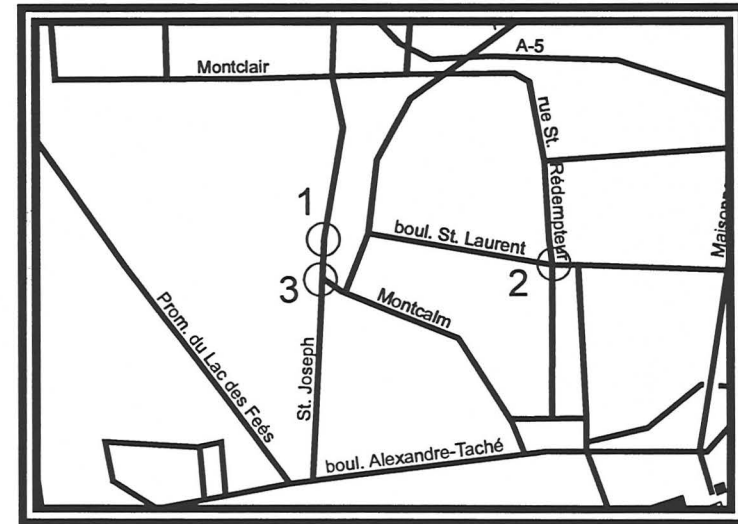 A-5
Montclair
rue St.
Rédempteur
Maisonn
1
boul. St. Laurent
2
3
Montcalm
Prom. du Lac des Feés
St. Joseph
boul. Alexandre-Taché